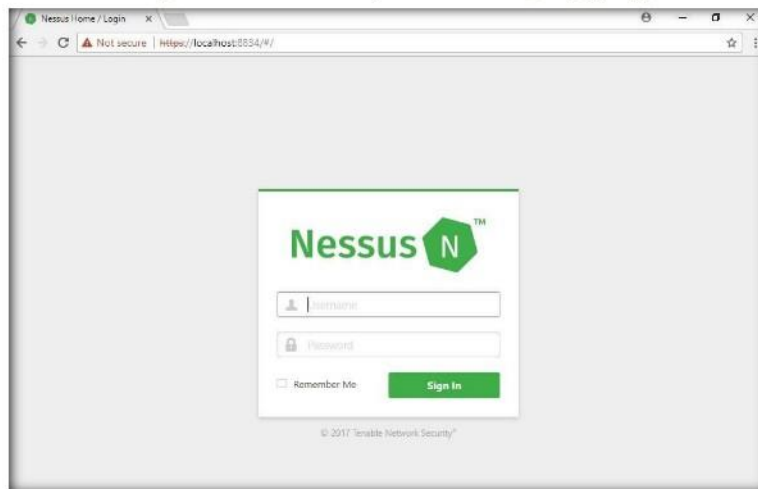 Nessus Home / Login
Not secure | https://localhost:8834/#/
Nessus N ™
Username
Password
Remember Me
Sign In
© 2017 Tenable Network Security®